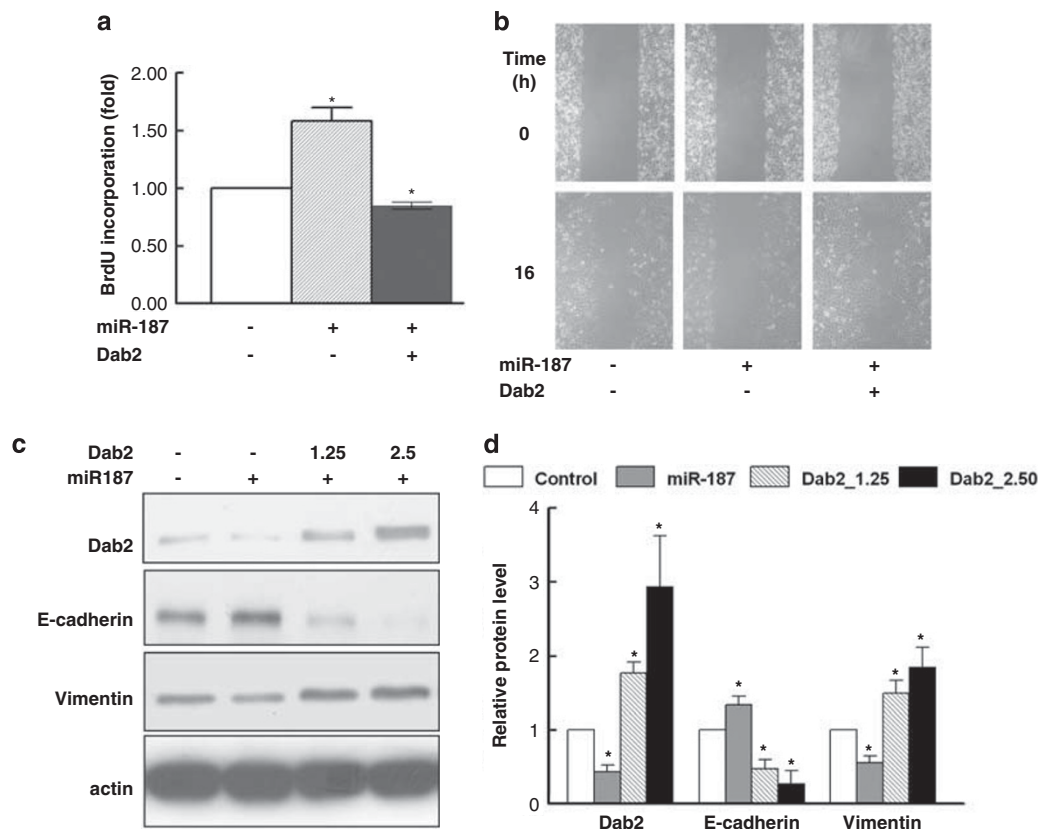 a
BrdU incorporation (fold)
2.00
1.50
1.00
0.50
0.00
*
*
miR-187 - + +
Dab2 - - +
b
Time
(h)
0
16
miR-187 - + +
Dab2 - - +
c
Dab2 - - 1.25 2.5
miR187 - + + +
Dab2
E-cadherin
Vimentin
actin
d
Control miR-187 Dab2_1.25 Dab2_2.50
Relative protein level
4
3
2
1
0
* * *
* * *
* * *
Dab2 E-cadherin Vimentin